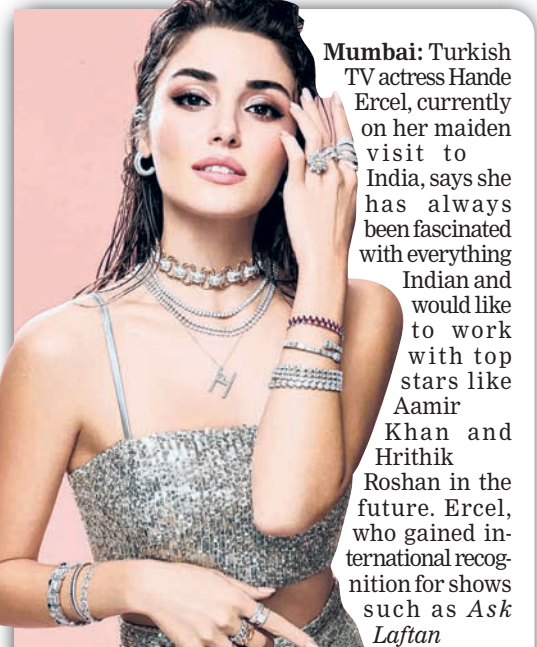 Mumbai: Turkish
TV actress Hande
Ercel, currently
on her maiden
visit to
India, says she
has always
been fascinated
with everything
Indian and
would like
to work
with top
stars like
Aamir
Khan and
Hrithik
Roshan in the
future. Ercel,
who gained in-
ternational recog-
nition for shows
such as Ask
Laftan
H